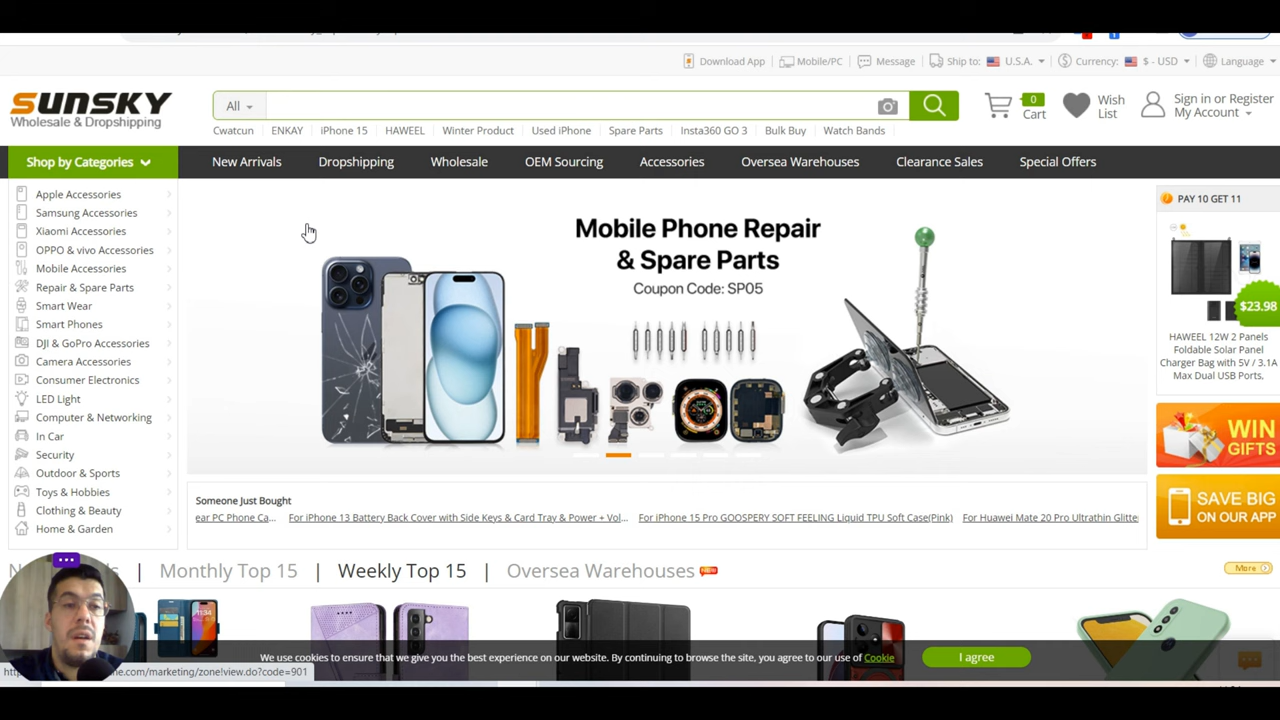 Download App
Mobile/PC
Message
Ship to: U.S.A.
Currency: $ - USD
Language
SUNSKY
Wholesale & Dropshipping
All
0
Cart
Wish
List
Sign in or Register
My Account
Cwatcun
ENKAY
iPhone 15
HAWEEL
Winter Product
Used iPhone
Spare Parts
Insta360 GO 3
Bulk Buy
Watch Bands
Shop by Categories
New Arrivals
Dropshipping
Wholesale
OEM Sourcing
Accessories
Oversea Warehouses
Clearance Sales
Special Offers
Apple Accessories
Samsung Accessories
Xiaomi Accessories
OPPO & vivo Accessories
Mobile Accessories
Repair & Spare Parts
Smart Wear
Smart Phones
DJI & GoPro Accessories
Camera Accessories
Consumer Electronics
LED Light
Computer & Networking
In Car
Security
Outdoor & Sports
Toys & Hobbies
Clothing & Beauty
Home & Garden
Mobile Phone Repair
& Spare Parts
Coupon Code: SP05
PAY 10 GET 11
$23.98
HAWEEL 12W 2 Panels
Foldable Solar Panel
Charger Bag with 5V / 3.1A
Max Dual USB Ports,
WIN
GIFTS
SAVE BIG
ON OUR APP
Someone Just Bought
ear PC Phone Ca...
For iPhone 13 Battery Back Cover with Side Keys & Card Tray & Power + Vol...
For iPhone 15 Pro GOOSPERY SOFT FEELING Liquid TPU Soft Case(Pink)
For Huawei Mate 20 Pro Ultrathin Glitte
| Monthly Top 15 | Weekly Top 15 | Oversea Warehouses
More
We use cookies to ensure that we give you the best experience on our website. By continuing to browse the site, you agree to our use of Cookie
I agree
ne.com/marketing/zone!view.do?code=901